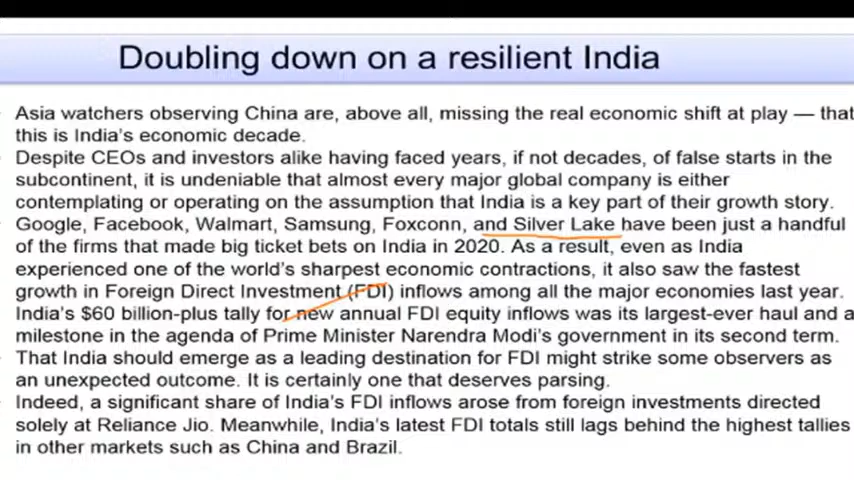 Doubling down on a resilient India
Asia watchers observing China are, above all, missing the real economic shift at play — that
this is India's economic decade.
Despite CEOs and investors alike having faced years, if not decades, of false starts in the
subcontinent, it is undeniable that almost every major global company is either
contemplating or operating on the assumption that India is a key part of their growth story.
Google, Facebook, Walmart, Samsung, Foxconn, and Silver Lake have been just a handful
of the firms that made big ticket bets on India in 2020. As a result, even as India
experienced one of the world's sharpest economic contractions, it also saw the fastest
growth in Foreign Direct Investment (FDI) inflows among all the major economies last year.
India's $60 billion-plus tally for new annual FDI equity inflows was its largest-ever haul and a
milestone in the agenda of Prime Minister Narendra Modi's government in its second term.
That India should emerge as a leading destination for FDI might strike some observers as
an unexpected outcome. It is certainly one that deserves parsing.
Indeed, a significant share of India's FDI inflows arose from foreign investments directed
solely at Reliance Jio. Meanwhile, India's latest FDI totals still lags behind the highest tallies
in other markets such as China and Brazil.